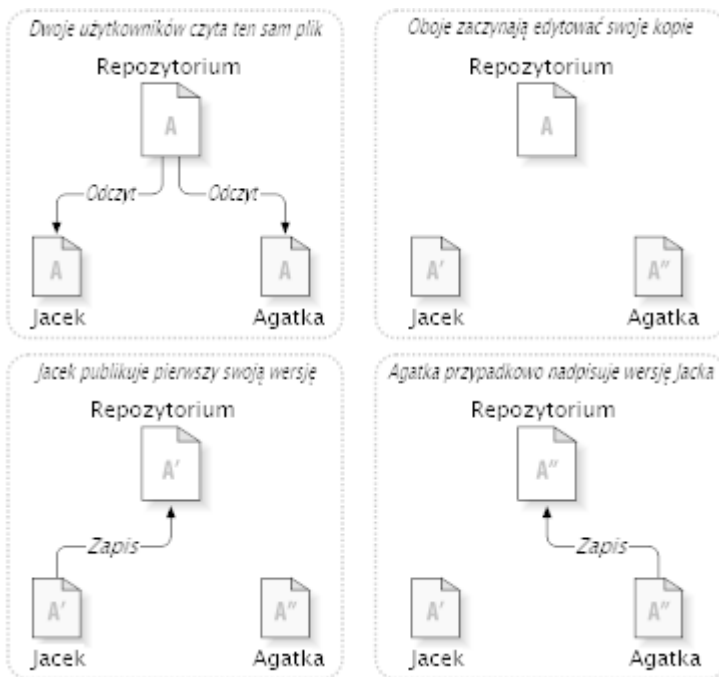 Dwoje użytkowników czyta ten sam plik
Repozytorium
A
Odczyt
Odczyt
A
A
Jacek
Agatka
Oboje zaczynają edytować swoje kopie
Repozytorium
A
A'
A"
Jacek
Agatka
Jacek publikuje pierwszy swoją wersję
Repozytorium
A'
Zapis
A'
A"
Jacek
Agatka
Agatka przypadkowo nadpisuje wersję Jacka
Repozytorium
A"
Zapis
A'
A"
Jacek
Agatka